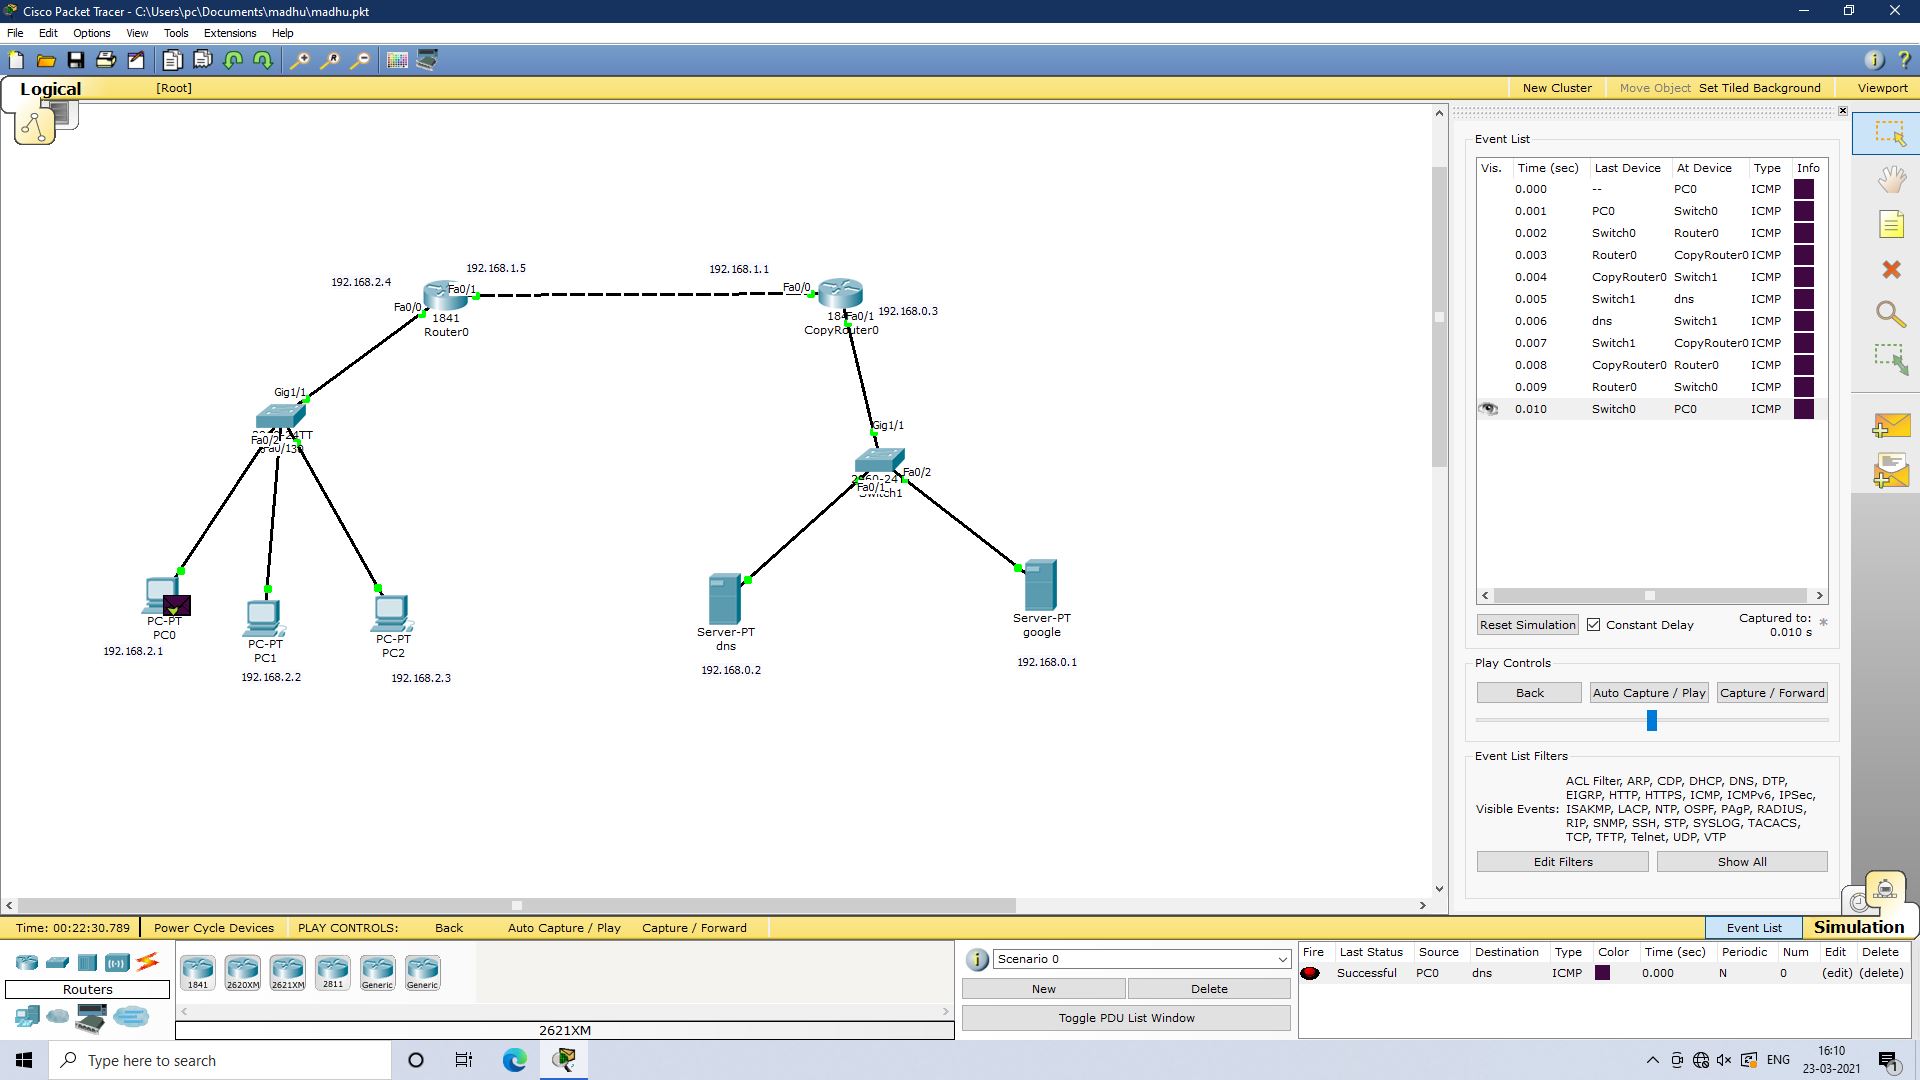 Cisco Packet Tracer - C:\Users\pc\Documents\madhu\madhu.pkt
File Edit Options View Tools Extensions Help
Logical [Root] New Cluster Move Object Set Tiled Background Viewport
192.168.2.4
192.168.1.5
Fa0/1
Fa0/0
1841
Router0
192.168.1.1
Fa0/0
192.168.0.3
Fa0/1
CopyRouter0
Gig1/1
Fa0/2
Gig1/1
Fa0/2
Fa0/1
Switch1
PC-PT
PC0
192.168.2.1
PC-PT
PC1
192.168.2.2
PC-PT
PC2
192.168.2.3
Server-PT
dns
192.168.0.2
Server-PT
google
192.168.0.1
Event List
Vis. Time (sec) Last Device At Device Type Info
0.000 -- PC0 ICMP
0.001 PC0 Switch0 ICMP
0.002 Switch0 Router0 ICMP
0.003 Router0 CopyRouter0 ICMP
0.004 CopyRouter0 Switch1 ICMP
0.005 Switch1 dns ICMP
0.006 dns Switch1 ICMP
0.007 Switch1 CopyRouter0 ICMP
0.008 CopyRouter0 Router0 ICMP
0.009 Router0 Switch0 ICMP
0.010 Switch0 PC0 ICMP
Reset Simulation Constant Delay Captured to: *
0.010 s
Play Controls
Back Auto Capture / Play Capture / Forward
Event List Filters
Visible Events:
ACL Filter, ARP, CDP, DHCP, DNS, DTP,
EIGRP, HTTP, HTTPS, ICMP, ICMPv6, IPSec,
ISAKMP, LACP, NTP, OSPF, PAgP, RADIUS,
RIP, SNMP, SSH, STP, SYSLOG, TACACS,
TCP, TFTP, Telnet, UDP, VTP
Edit Filters Show All
Time: 00:22:30.789 Power Cycle Devices PLAY CONTROLS: Back Auto Capture / Play Capture / Forward Event List Simulation
Routers
1841 2620XM 2621XM 2811 Generic Generic
2621XM
Scenario 0
New Delete
Toggle PDU List Window
Fire Last Status Source Destination Type Color Time (sec) Periodic Num Edit Delete
Successful PC0 dns ICMP 0.000 N 0 (edit) (delete)
Type here to search
ENG
16:10
23-03-2021
1